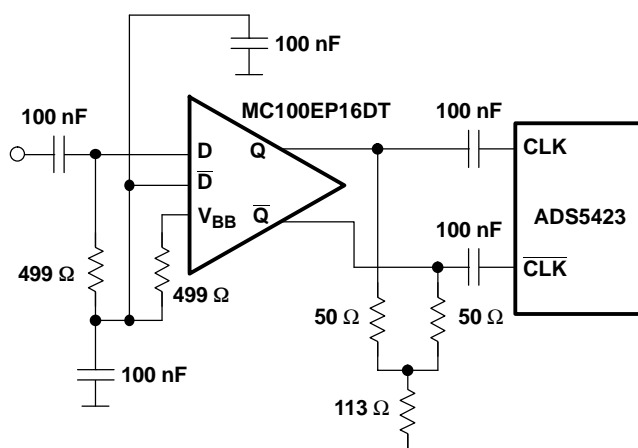 100 nF
MC100EP16DT
100 nF
100 nF
D
Q
CLK
D̅
ADS5423
V_BB
Q̅
100 nF
C̅L̅K̅
499 Ω
499 Ω
50 Ω
50 Ω
100 nF
113 Ω